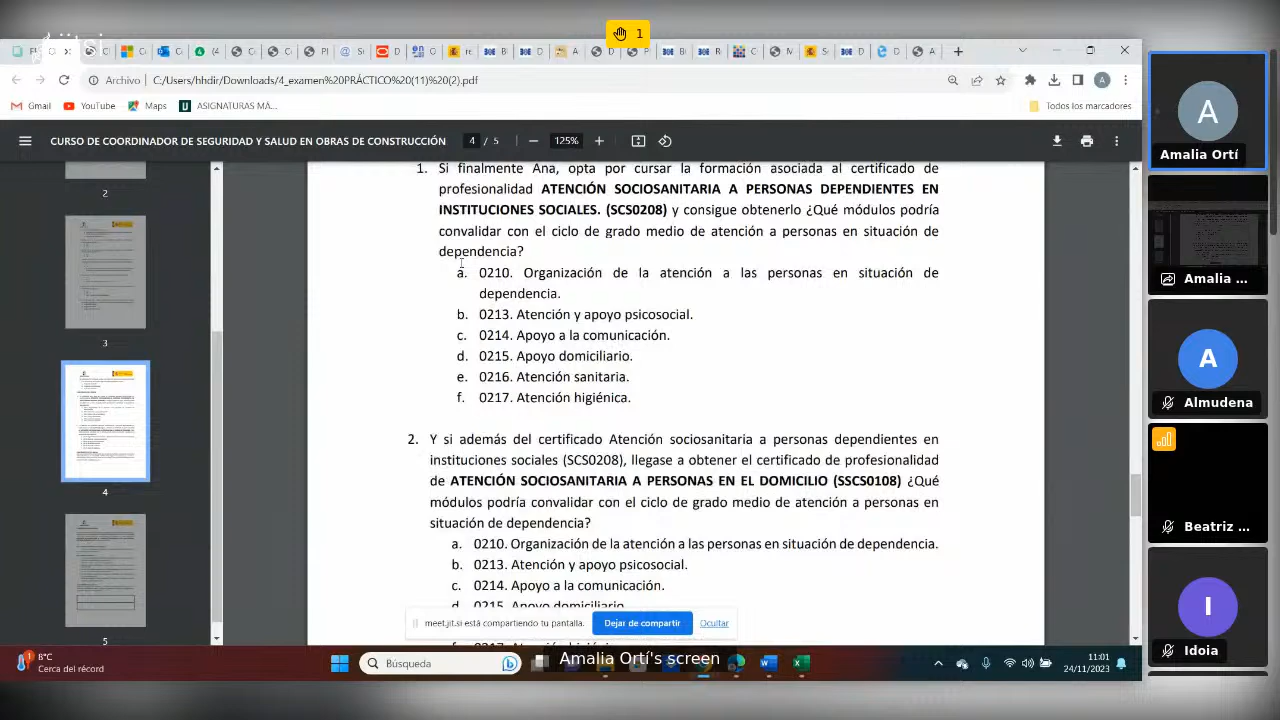 1
Archivo
C:/Users/hhdir/Downloads/4_examen%20PRÁCTICO%20(11)%20(2).pdf
Gmail
YouTube
Maps
ASIGNATURAS MA...
Todos los marcadores
CURSO DE COORDINADOR DE SEGURIDAD Y SALUD EN OBRAS DE CONSTRUCCIÓN
4 / 5
125%
2
3
4
5
1. Si finalmente Ana, opta por cursar la formación asociada al certificado de
profesionalidad ATENCIÓN SOCIOSANITARIA A PERSONAS DEPENDIENTES EN
INSTITUCIONES SOCIALES. (SCS0208) y consigue obtenerlo ¿Qué módulos podría
convalidar con el ciclo de grado medio de atención a personas en situación de
dependencia?
a. 0210. Organización de la atención a las personas en situación de
dependencia.
b. 0213. Atención y apoyo psicosocial.
c. 0214. Apoyo a la comunicación.
d. 0215. Apoyo domiciliario.
e. 0216. Atención sanitaria.
f. 0217. Atención higiénica.
2. Y si además del certificado Atención sociosanitaria a personas dependientes en
instituciones sociales (SCS0208), llegase a obtener el certificado de profesionalidad
de ATENCIÓN SOCIOSANITARIA A PERSONAS EN EL DOMICILIO (SSCS0108) ¿Qué
módulos podría convalidar con el ciclo de grado medio de atención a personas en
situación de dependencia?
a. 0210. Organización de la atención a las personas en situación de dependencia.
b. 0213. Atención y apoyo psicosocial.
c. 0214. Apoyo a la comunicación.
d. 0215. Apoyo domiciliario.
meet.jit.si está compartiendo tu pantalla.
Dejar de compartir
Ocultar
8°C
Cerca del récord
Búsqueda
Amalia Ortí's screen
11:01
24/11/2023
A
Amalia Ortí
Amalia ...
A
Almudena
Beatriz ...
I
Idoia